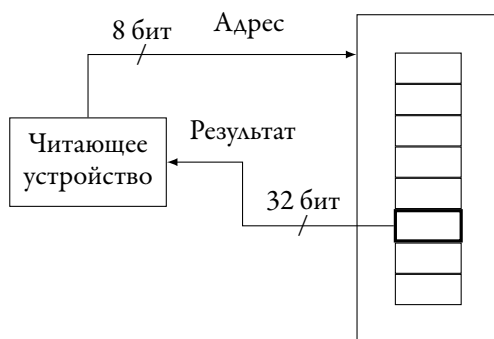 8 бит
Адрес
Читающее
устройство
Результат
32 бит